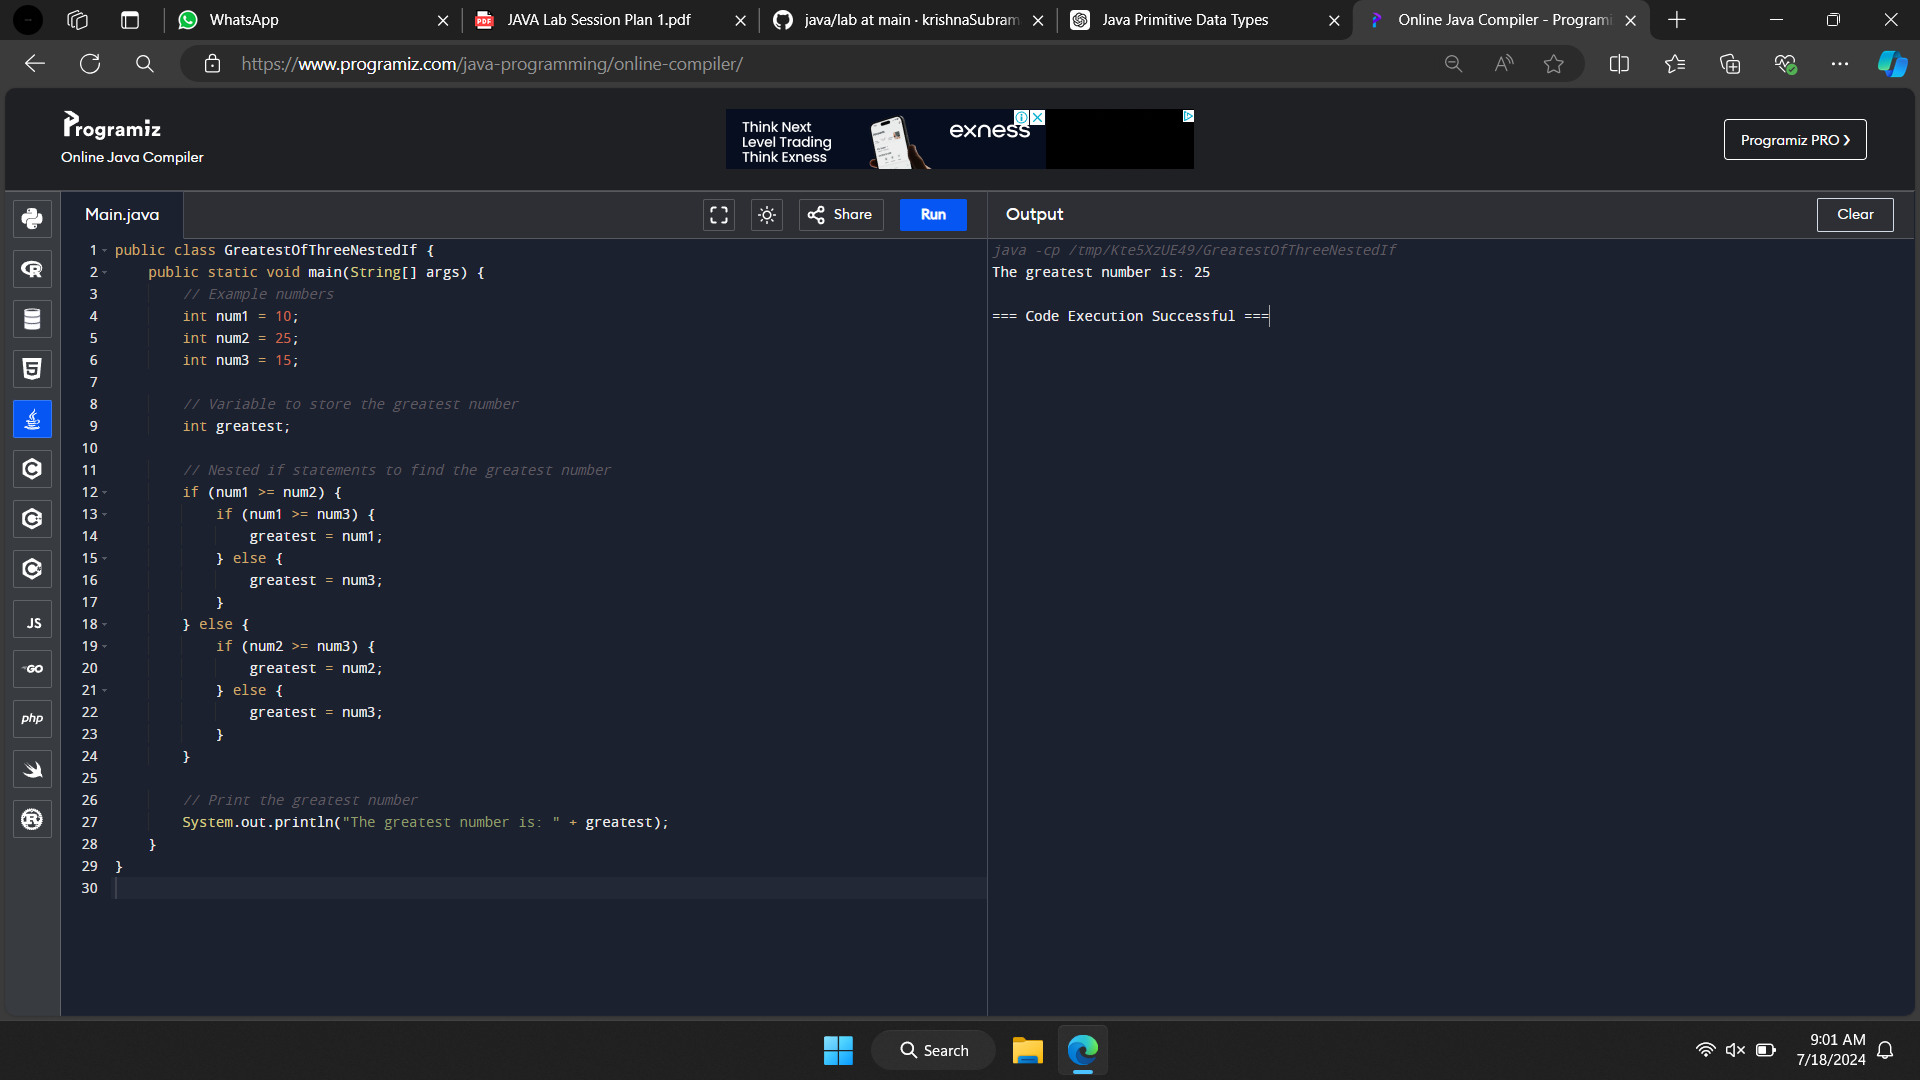 WhatsApp
JAVA Lab Session Plan 1.pdf
java/lab at main · krishnaSubram
Java Primitive Data Types
Online Java Compiler - Programi
https://www.programiz.com/java-programming/online-compiler/
Programiz
Online Java Compiler
Think Next
Level Trading
Think Exness
exness
Programiz PRO ❯
Main.java
Share
Run
Output
Clear
1 public class GreatestOfThreeNestedIf {
2     public static void main(String[] args) {
3         // Example numbers
4         int num1 = 10;
5         int num2 = 25;
6         int num3 = 15;
7
8         // Variable to store the greatest number
9         int greatest;
10
11         // Nested if statements to find the greatest number
12         if (num1 >= num2) {
13             if (num1 >= num3) {
14                 greatest = num1;
15             } else {
16                 greatest = num3;
17             }
18         } else {
19             if (num2 >= num3) {
20                 greatest = num2;
21             } else {
22                 greatest = num3;
23             }
24         }
25
26         // Print the greatest number
27         System.out.println("The greatest number is: " + greatest);
28     }
29 }
30
java -cp /tmp/Kte5XzUE49/GreatestOfThreeNestedIf
The greatest number is: 25
=== Code Execution Successful ===
JS
GO
php
Search
9:01 AM
7/18/2024